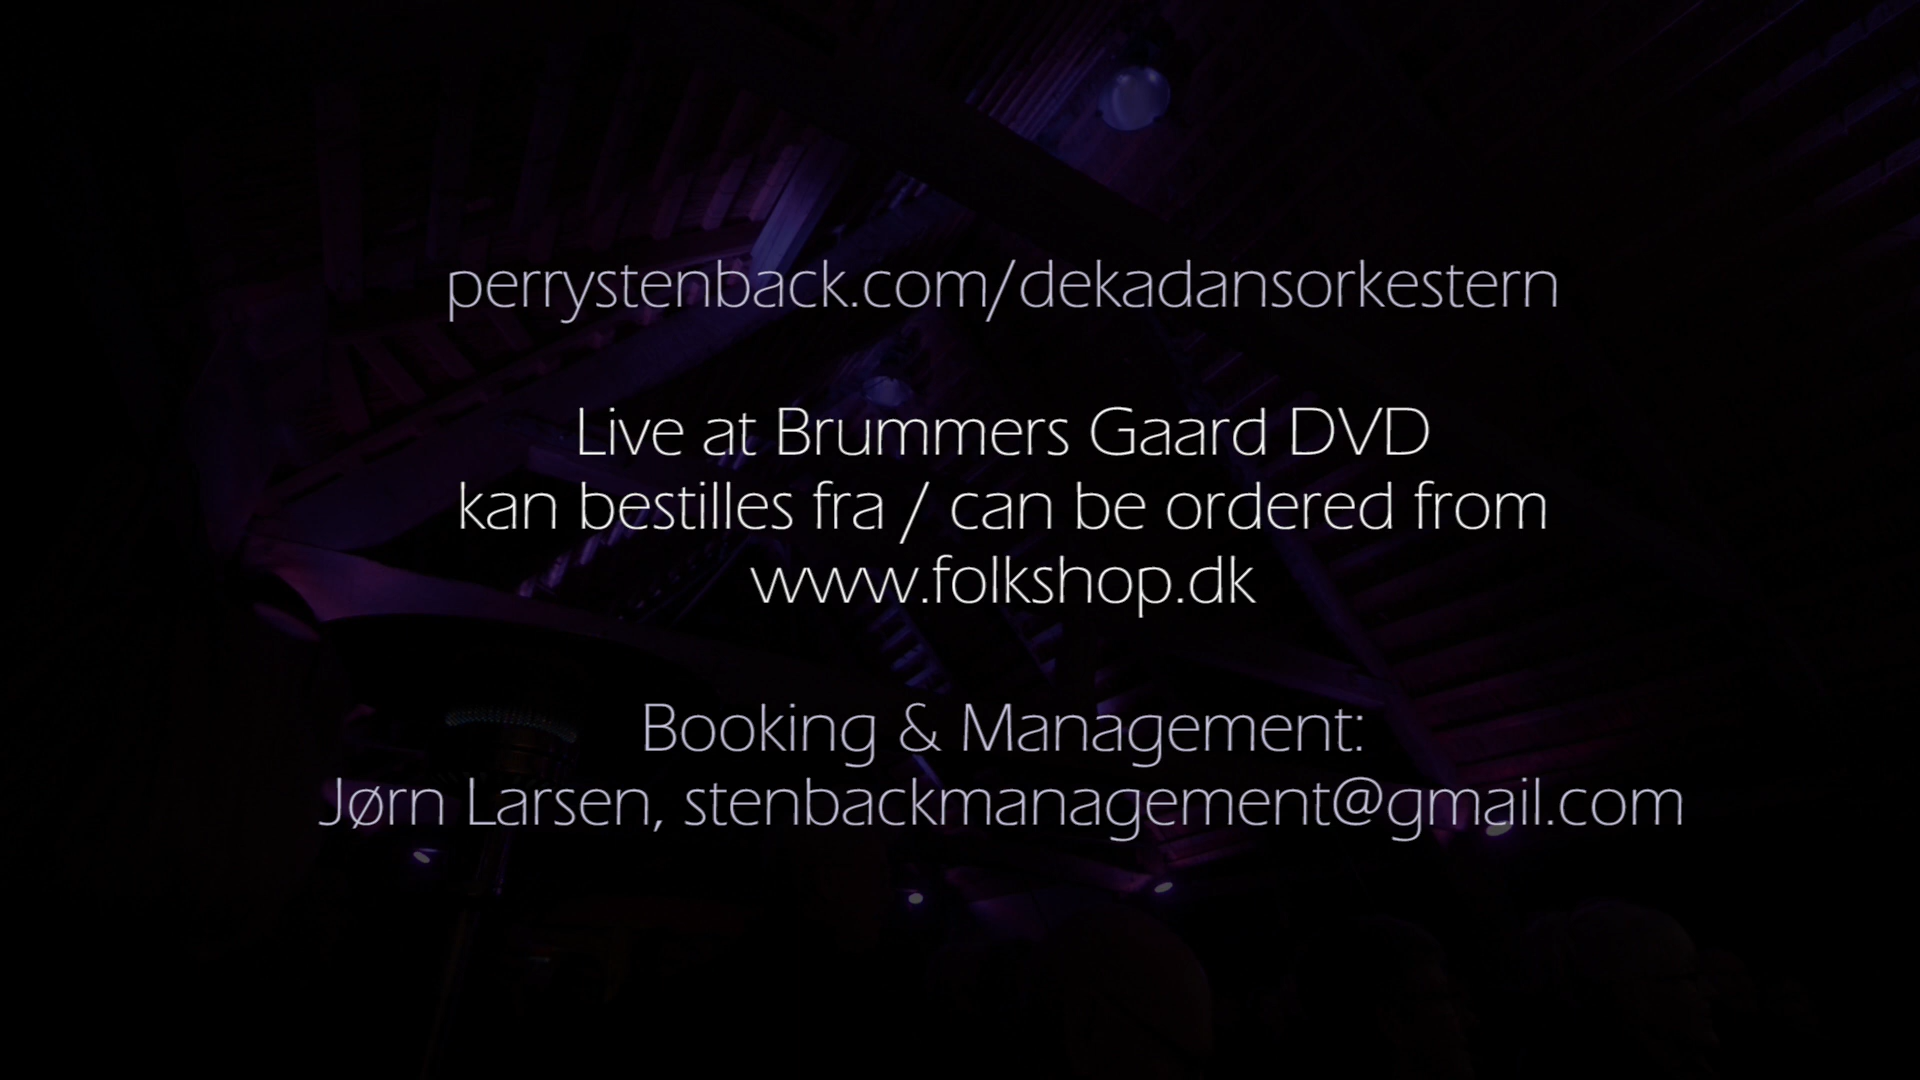 perrystenback.com/dekadansorkestern
Live at Brummers Gaard DVD
kan bestilles fra / can be ordered from
www.folkshop.dk
Booking & Management:
Jørn Larsen, stenbackmanagement@gmail.com